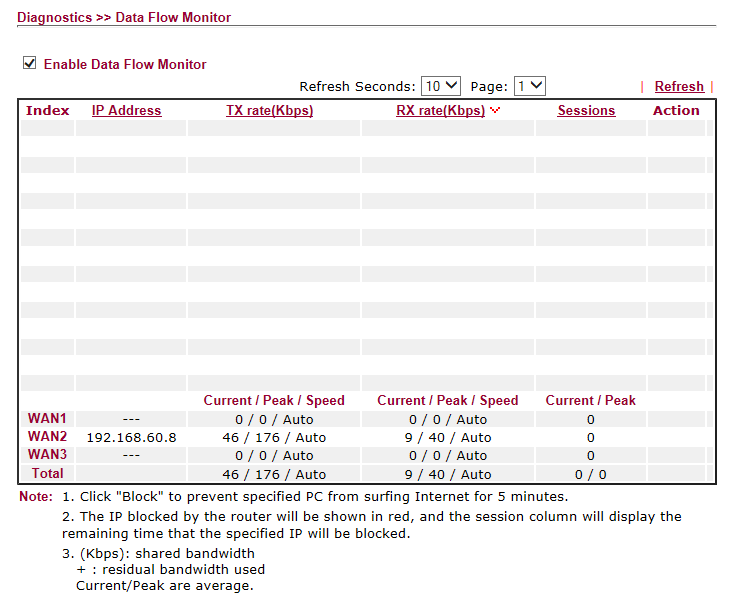 Diagnostics >> Data Flow Monitor
Enable Data Flow Monitor
Refresh Seconds: 10 Page: 1 | Refresh |
Index IP Address TX rate(Kbps) RX rate(Kbps) Sessions Action
Current / Peak / Speed Current / Peak / Speed Current / Peak
WAN1 --- 0 / 0 / Auto 0 / 0 / Auto 0
WAN2 192.168.60.8 46 / 176 / Auto 9 / 40 / Auto 0
WAN3 --- 0 / 0 / Auto 0 / 0 / Auto 0
Total 46 / 176 / Auto 9 / 40 / Auto 0 / 0
Note: 1. Click "Block" to prevent specified PC from surfing Internet for 5 minutes.
2. The IP blocked by the router will be shown in red, and the session column will display the
remaining time that the specified IP will be blocked.
3. (Kbps): shared bandwidth
+ : residual bandwidth used
Current/Peak are average.